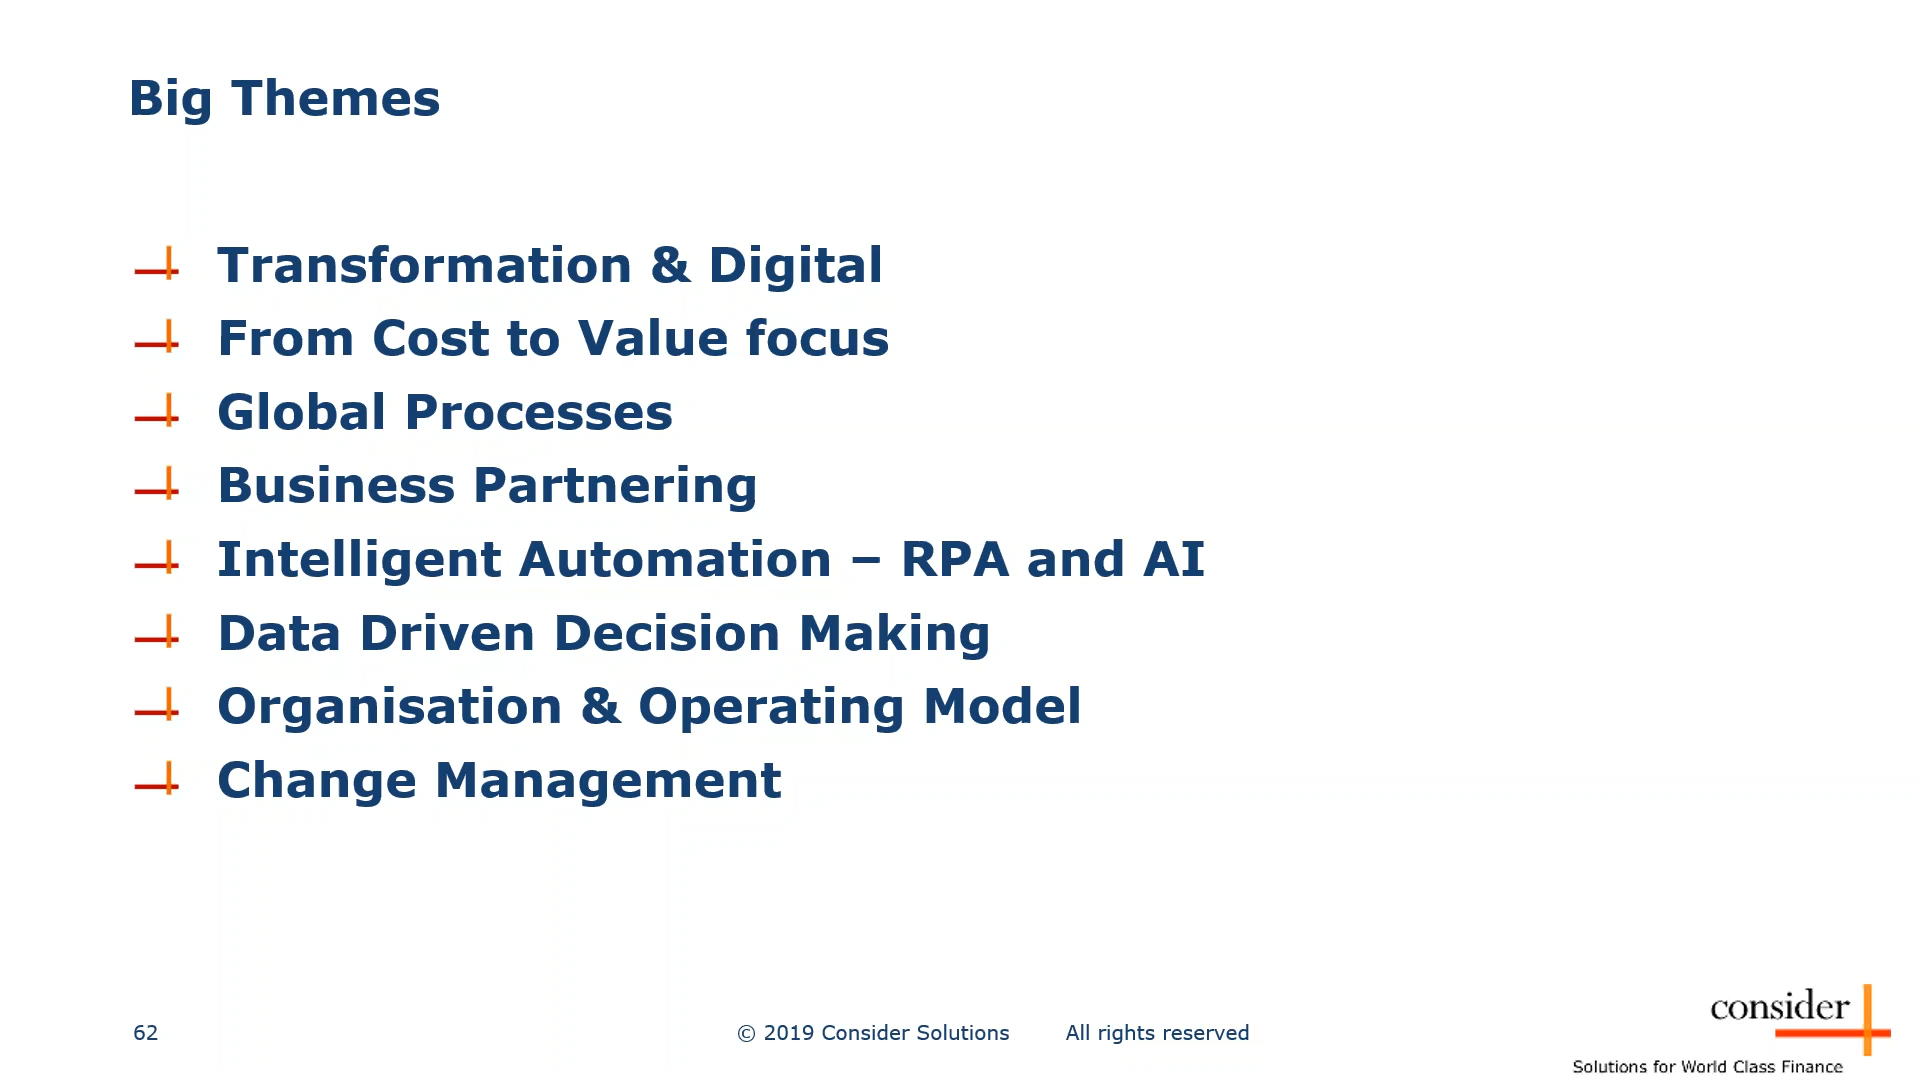 Big Themes
Transformation & Digital
From Cost to Value focus
Global Processes
Business Partnering
Intelligent Automation – RPA and AI
Data Driven Decision Making
Organisation & Operating Model
Change Management
62
© 2019 Consider Solutions All rights reserved
consider
Solutions for World Class Finance